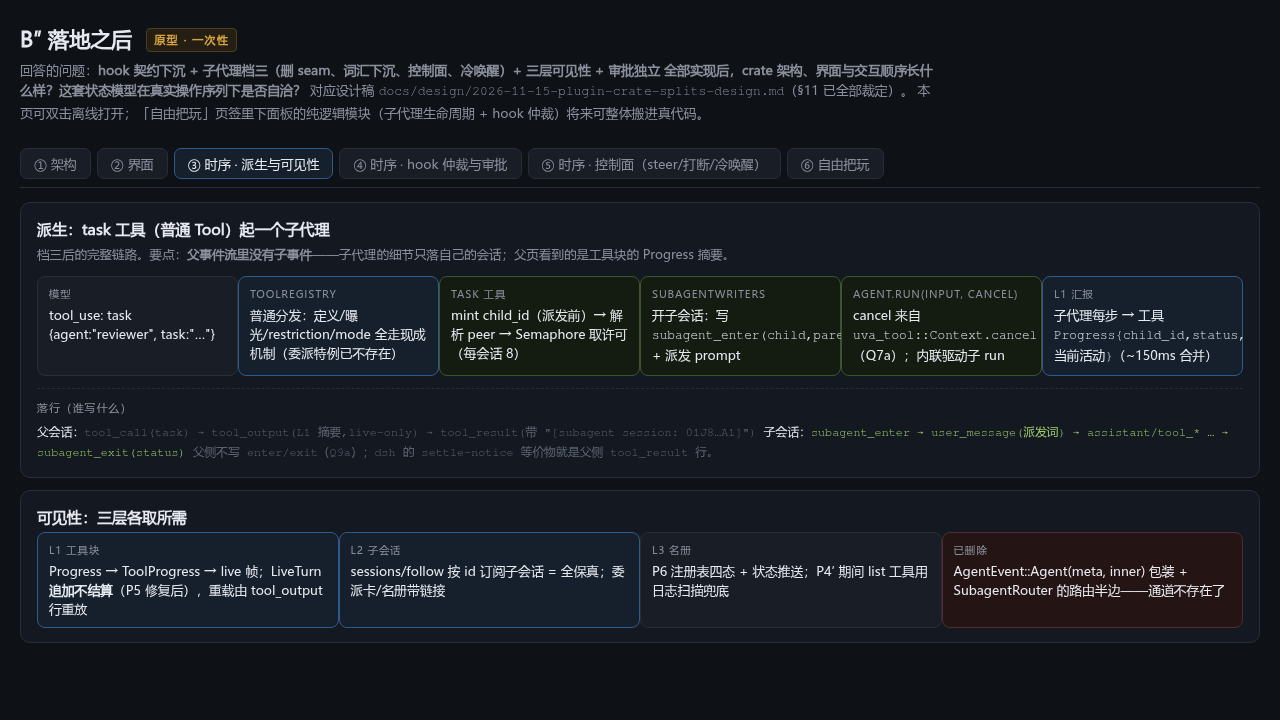 B″ 落地之后 原型 · 一次性
回答的问题：hook 契约下沉 + 子代理档三（删 seam、词汇下沉、控制面、冷唤醒）+ 三层可见性 + 审批独立 全部实现后，crate 架构、界面与交互顺序长什
么样？这套状态模型在真实操作序列下是否自洽？ 对应设计稿 docs/design/2026-11-15-plugin-crate-splits-design.md（§11 已全部裁定）。 本
页可双击离线打开；「自由把玩」页签里下面板的纯逻辑模块（子代理生命周期 + hook 仲裁）将来可整体搬进真代码。
① 架构 ② 界面 ③ 时序 · 派生与可见性 ④ 时序 · hook 仲裁与审批 ⑤ 时序 · 控制面（steer/打断/冷唤醒） ⑥ 自由把玩
派生：task 工具（普通 Tool）起一个子代理
档三后的完整链路。要点：父事件流里没有子事件——子代理的细节只落自己的会话；父页看到的是工具块的 Progress 摘要。
模型
tool_use: task
{agent:"reviewer", task:"…"}
TOOLREGISTRY
普通分发：定义/曝
光/restriction/mode 全走现成
机制（委派特例已不存在）
TASK 工具
mint child_id（派发前）→ 解
析 peer → Semaphore 取许可
（每会话 8）
SUBAGENTWRITERS
开子会话：写
subagent_enter(child,pare
+ 派发 prompt
AGENT.RUN(INPUT, CANCEL)
cancel 来自
uva_tool::Context.cancel
（Q7a）；内联驱动子 run
L1 汇报
子代理每步 → 工具
Progress{child_id,status,
当前活动}（~150ms 合并）
落行（谁写什么）
父会话：tool_call(task) → tool_output(L1 摘要,live-only) → tool_result(带 "[subagent session: 01J8…A1]") 子会话：subagent_enter → user_message(派发词) → assistant/tool_* … →
subagent_exit(status) 父侧不写 enter/exit（Q9a）；dsh 的 settle-notice 等价物就是父侧 tool_result 行。
可见性：三层各取所需
L1 工具块
Progress → ToolProgress → live 帧；LiveTurn
追加不结算（P5 修复后），重载由 tool_output
行重放
L2 子会话
sessions/follow 按 id 订阅子会话 = 全保真；委
派卡/名册带链接
L3 名册
P6 注册表四态 + 状态推送；P4′ 期间 list 工具用
日志扫描兜底
已删除
AgentEvent::Agent(meta, inner) 包装 +
SubagentRouter 的路由半边——通道不存在了